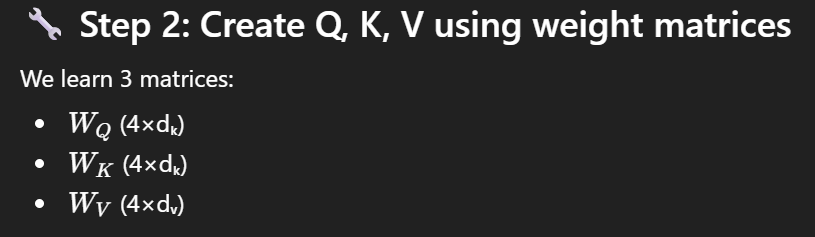 🔧 Step 2: Create Q, K, V using weight matrices
We learn 3 matrices:
• W_Q (4×dₖ)
• W_K (4×dₖ)
• W_V (4×dᵥ)